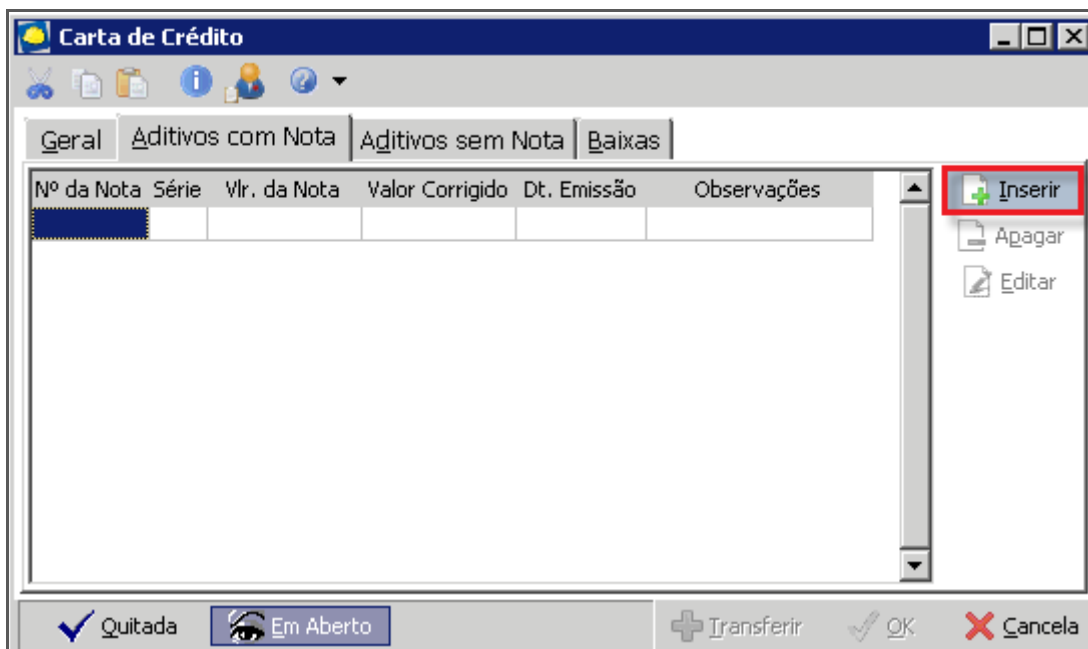 Carta de Crédito
Geral Aditivos com Nota Aditivos sem Nota Baixas
Nº da Nota Série Vlr. da Nota Valor Corrigido Dt. Emissão Observações
Inserir
Apagar
Editar
Quitada Em Aberto Transferir OK Cancela